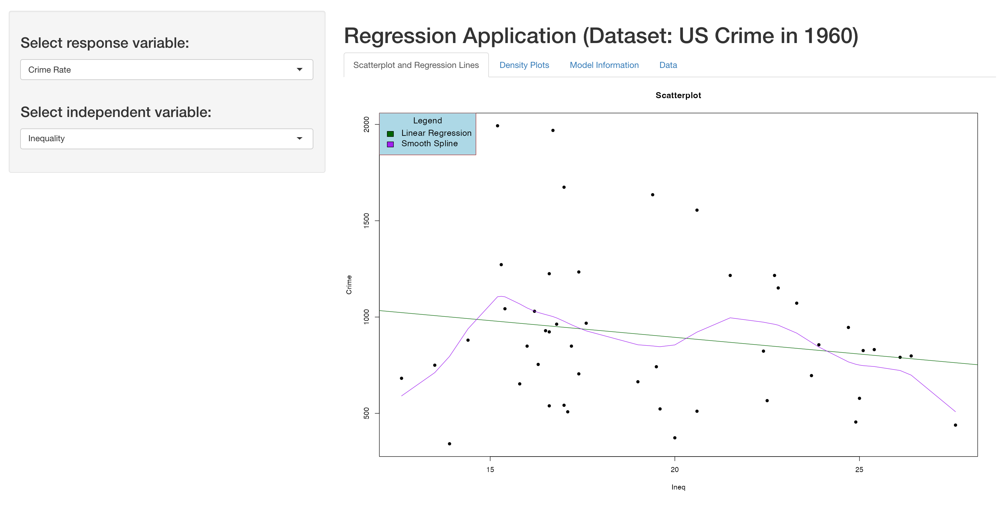 Select response variable:
Crime Rate
Select independent variable:
Inequality
Regression Application (Dataset: US Crime in 1960)
Scatterplot and Regression Lines
Density Plots
Model Information
Data
Scatterplot
Legend
Linear Regression
Smooth Spline
2000
1500
1000
500
Crime
15
20
25
Ineq